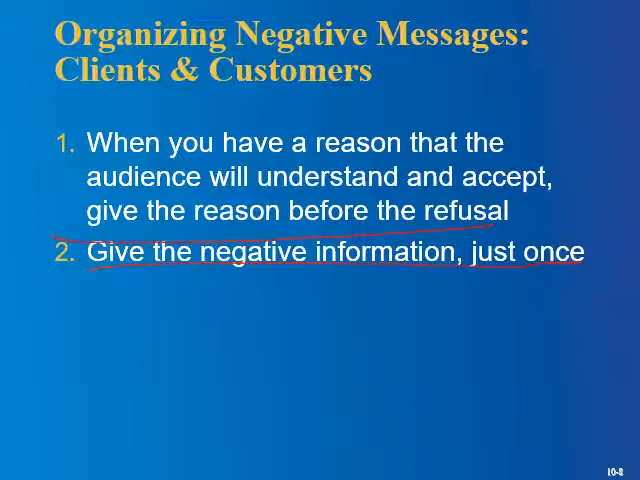 Organizing Negative Messages:
Clients & Customers
1. When you have a reason that the
audience will understand and accept,
give the reason before the refusal
2. Give the negative information, just once
10-8